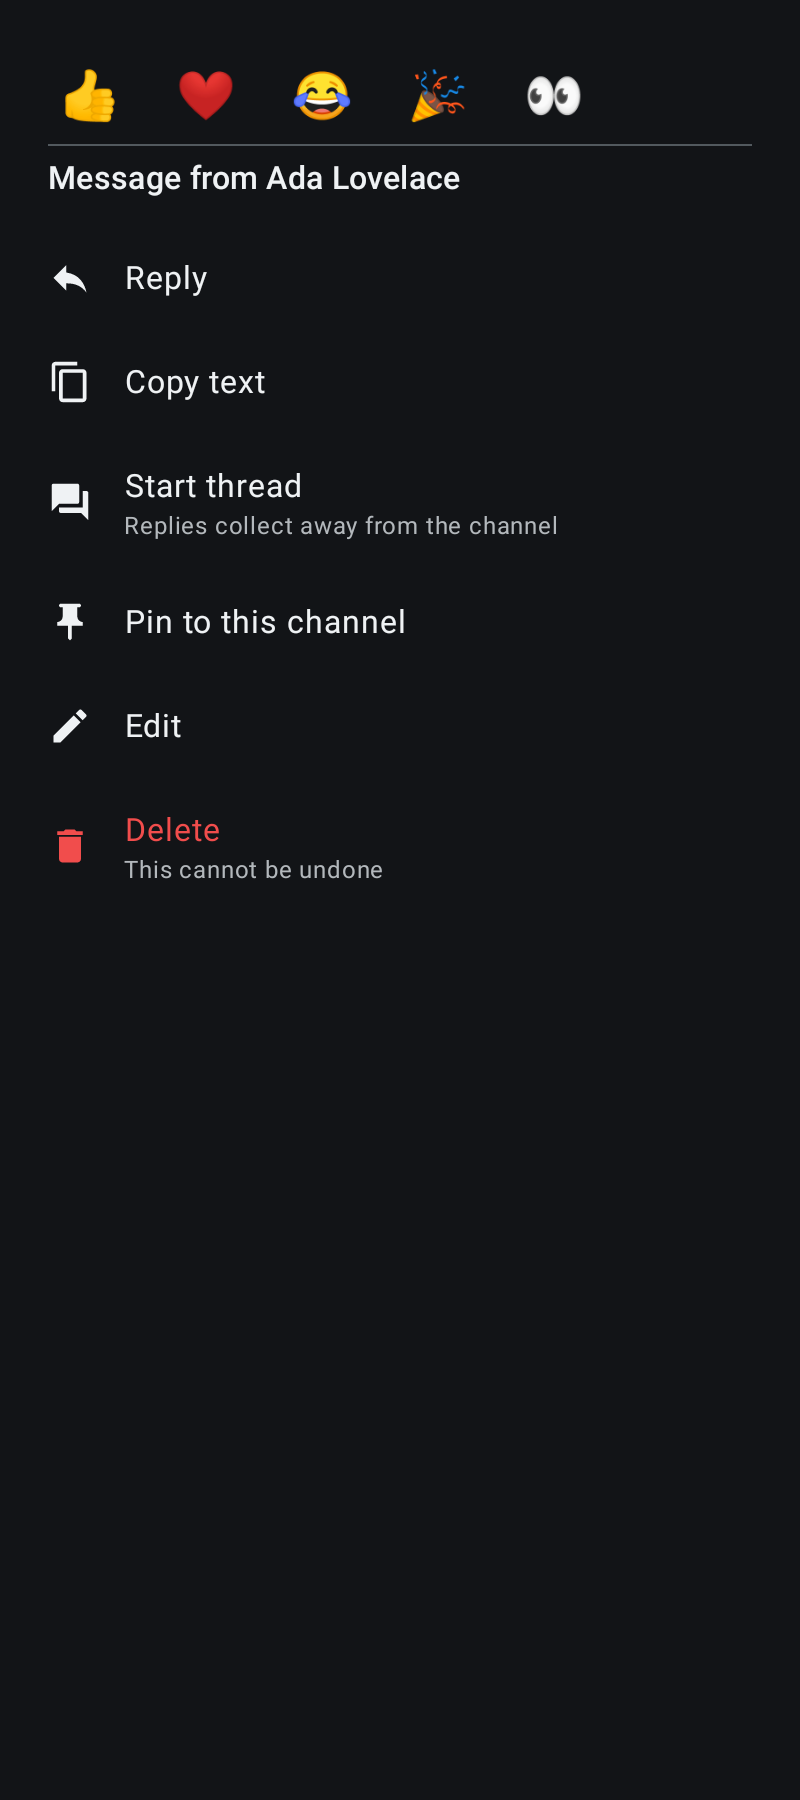 Message from Ada Lovelace
Reply
Copy text
Start thread
Replies collect away from the channel
Pin to this channel
Edit
Delete
This cannot be undone